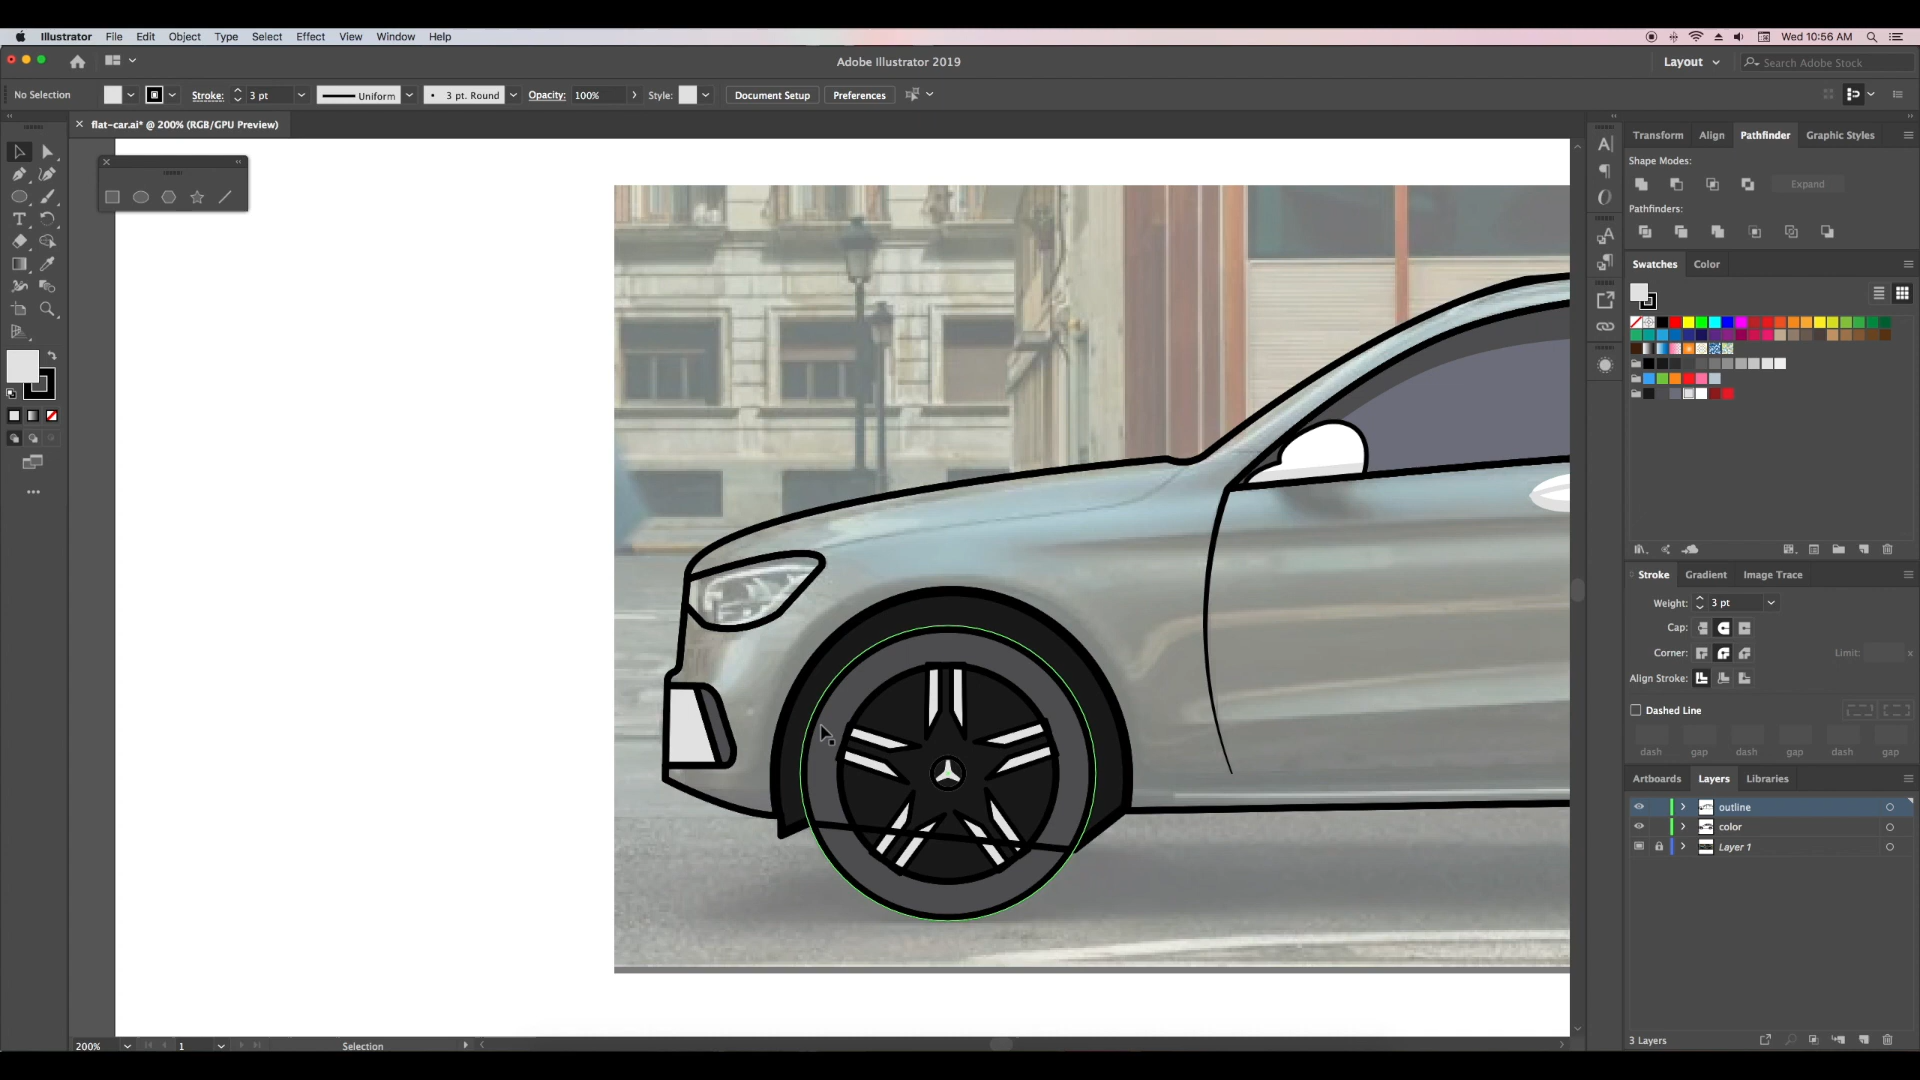 Illustrator File Edit Object Type Select Effect View Window Help
Wed 10:56 AM
Adobe Illustrator 2019
Layout
Search Adobe Stock
No Selection
Stroke: 3 pt
Uniform
3 pt. Round
Opacity: 100%
Style:
Document Setup
Preferences
flat-car.ai* @ 200% (RGB/GPU Preview)
Transform Align Pathfinder Graphic Styles
Shape Modes:
Expand
Pathfinders:
Swatches Color
Stroke Gradient Image Trace
Weight: 3 pt
Cap:
Corner: Limit: x
Align Stroke:
Dashed Line
dash gap dash gap dash gap
Artboards Layers Libraries
outline
color
Layer 1
3 Layers
200% 1 Selection